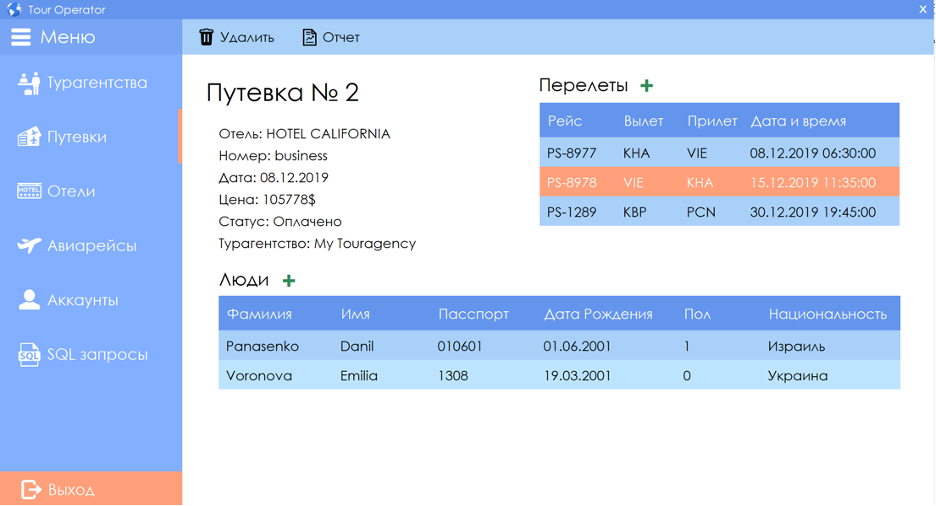 Tour Operator
X
Меню
Турагентства
Путевки
Отели
Авиарейсы
Аккаунты
SQL запросы
Выход
Удалить
Отчет
Путевка № 2
Отель: HOTEL CALIFORNIA
Номер: business
Дата: 08.12.2019
Цена: 105778$
Статус: Оплачено
Турагентство: My Touragency
Перелеты +
Рейс Вылет Прилет Дата и время
PS-8977 KHA VIE 08.12.2019 06:30:00
PS-8978 VIE KHA 15.12.2019 11:35:00
PS-1289 KBP PCN 30.12.2019 19:45:00
Люди +
Фамилия Имя Пасспорт Дата Рождения Пол Национальность
Panasenko Danil 010601 01.06.2001 1 Израиль
Voronova Emilia 1308 19.03.2001 0 Украина